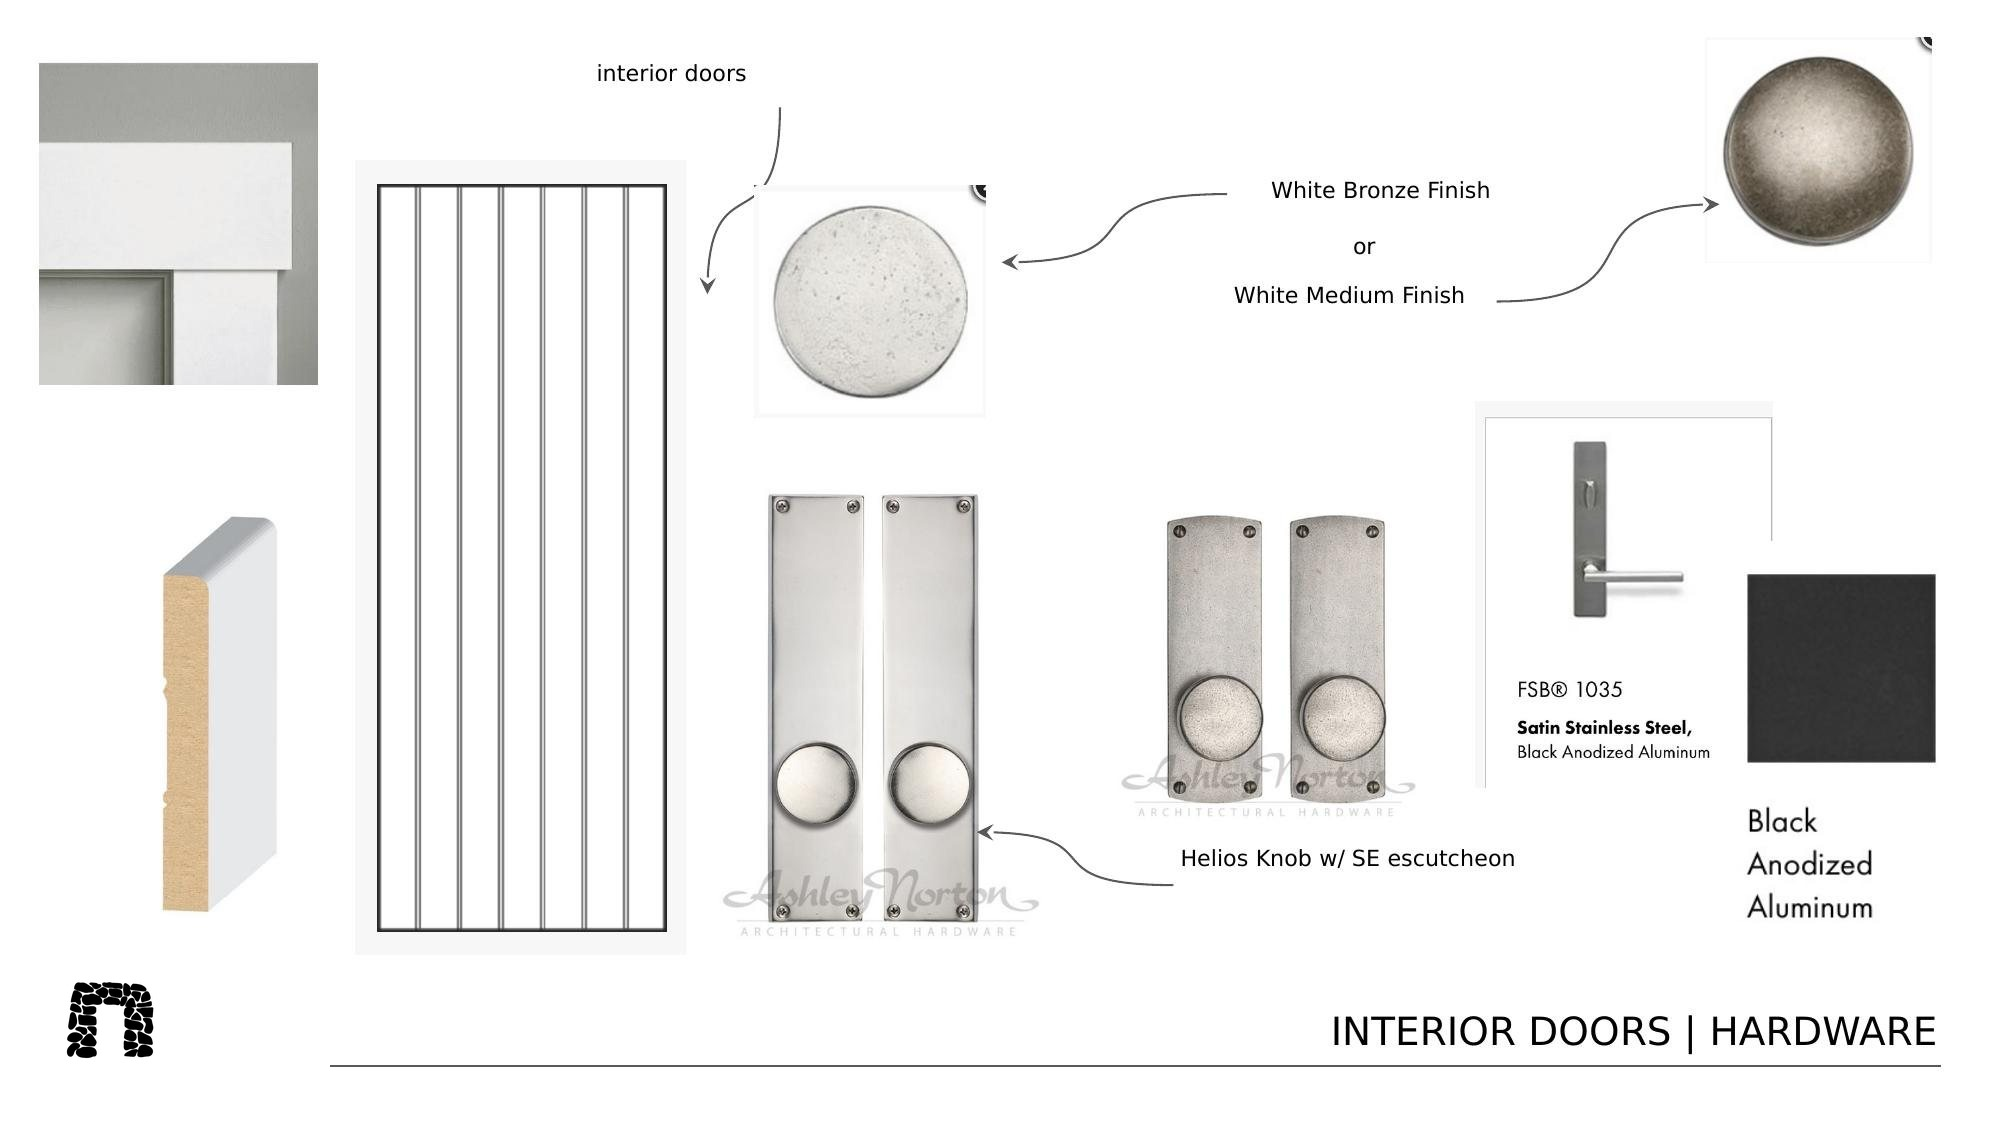 interior doors
White Bronze Finish
or
White Medium Finish
FSB® 1035
Satin Stainless Steel,
Black Anodized Aluminum
Ashley Norton
ARCHITECTURAL HARDWARE
Ashley Norton
ARCHITECTURAL HARDWARE
Helios Knob w/ SE escutcheon
Black
Anodized
Aluminum
INTERIOR DOORS | HARDWARE